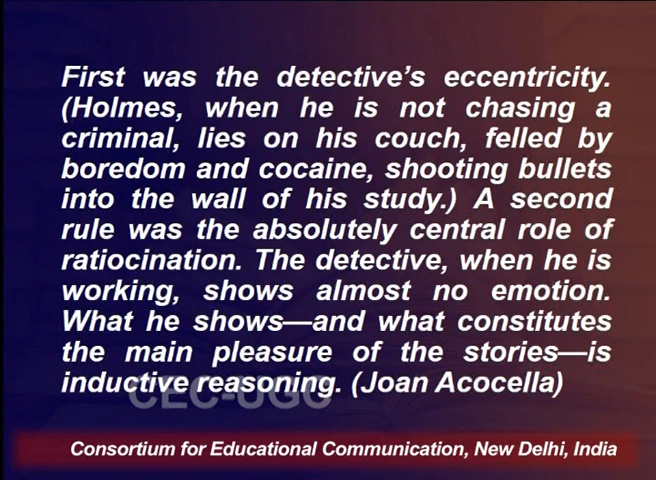 First was the detective's eccentricity.
(Holmes, when he is not chasing a
criminal, lies on his couch, felled by
boredom and cocaine, shooting bullets
into the wall of his study.) A second
rule was the absolutely central role of
ratiocination. The detective, when he is
working, shows almost no emotion.
What he shows—and what constitutes
the main pleasure of the stories—is
inductive reasoning. (Joan Acocella)
CEC-UGC
Consortium for Educational Communication, New Delhi, India